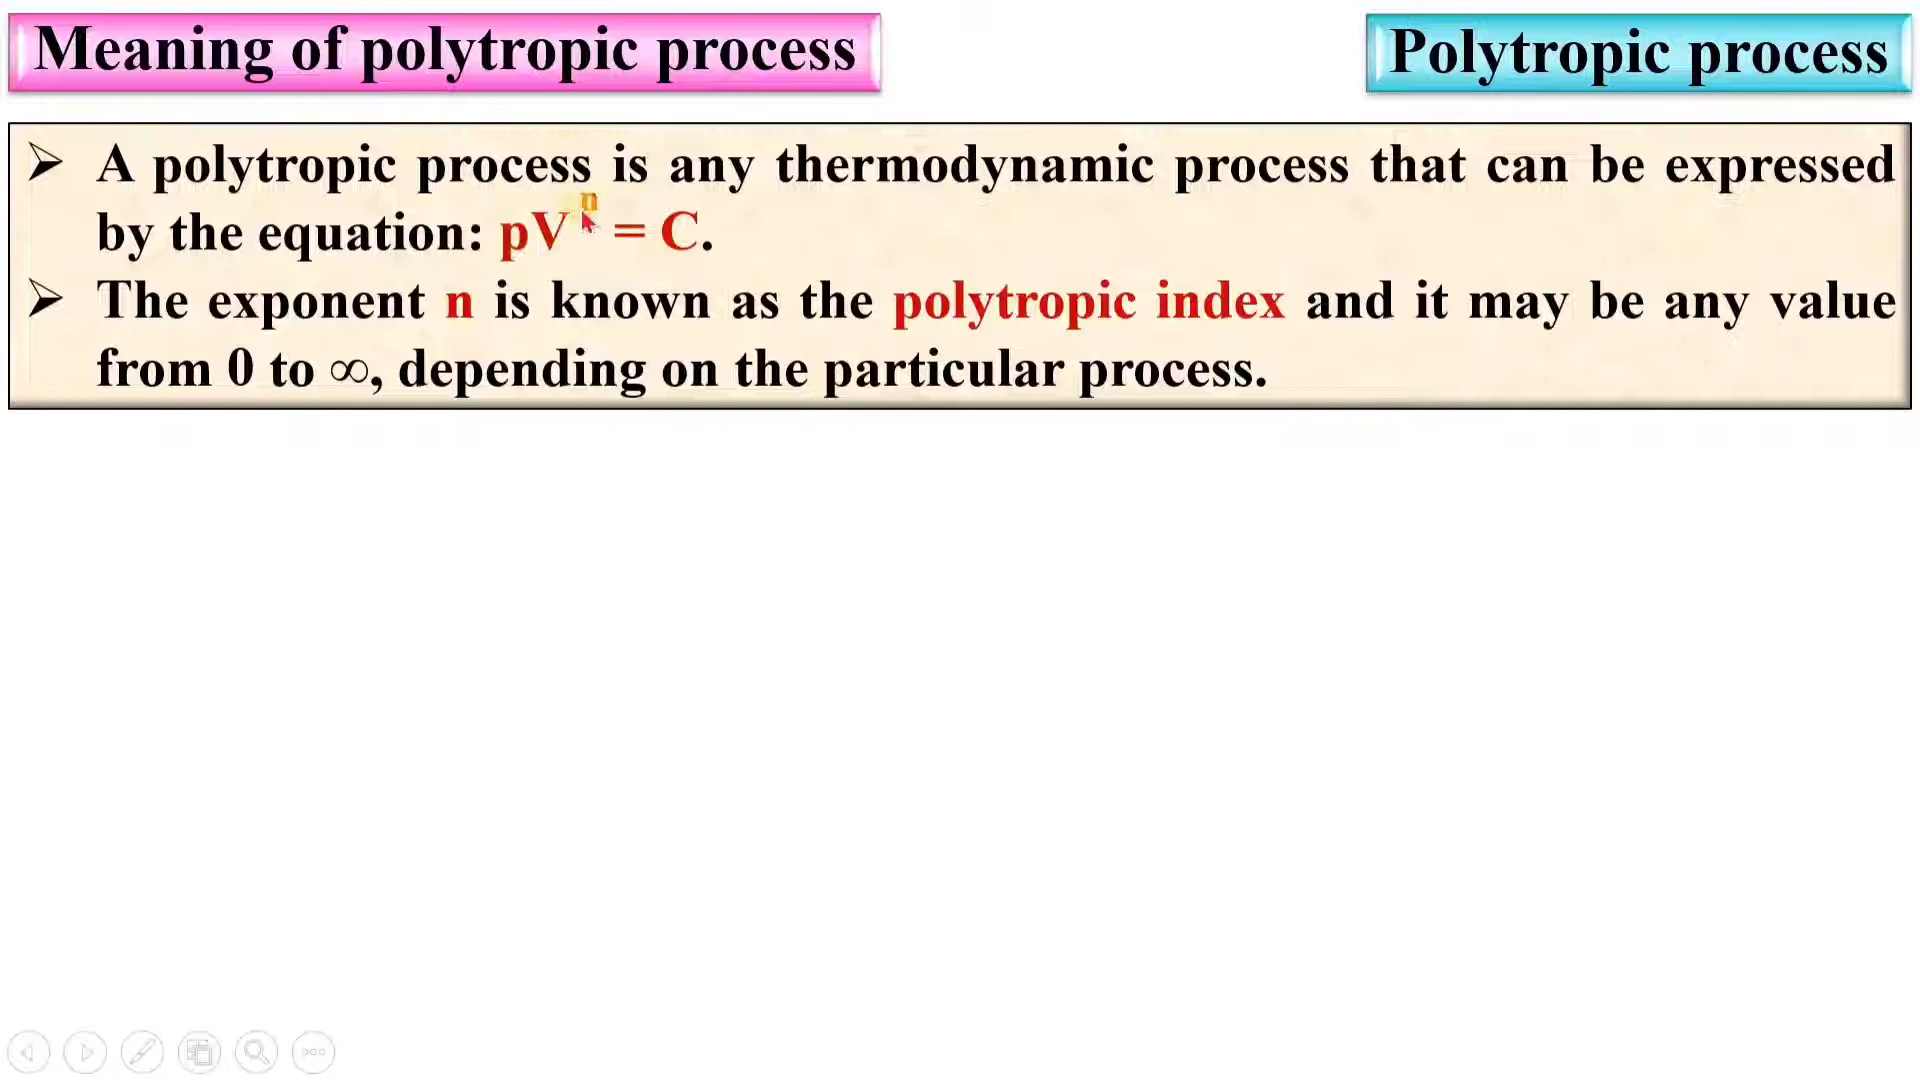 Meaning of polytropic process
Polytropic process
➢ A polytropic process is any thermodynamic process that can be expressed
by the equation: pVⁿ = C.
➢ The exponent n is known as the polytropic index and it may be any value
from 0 to ∞, depending on the particular process.